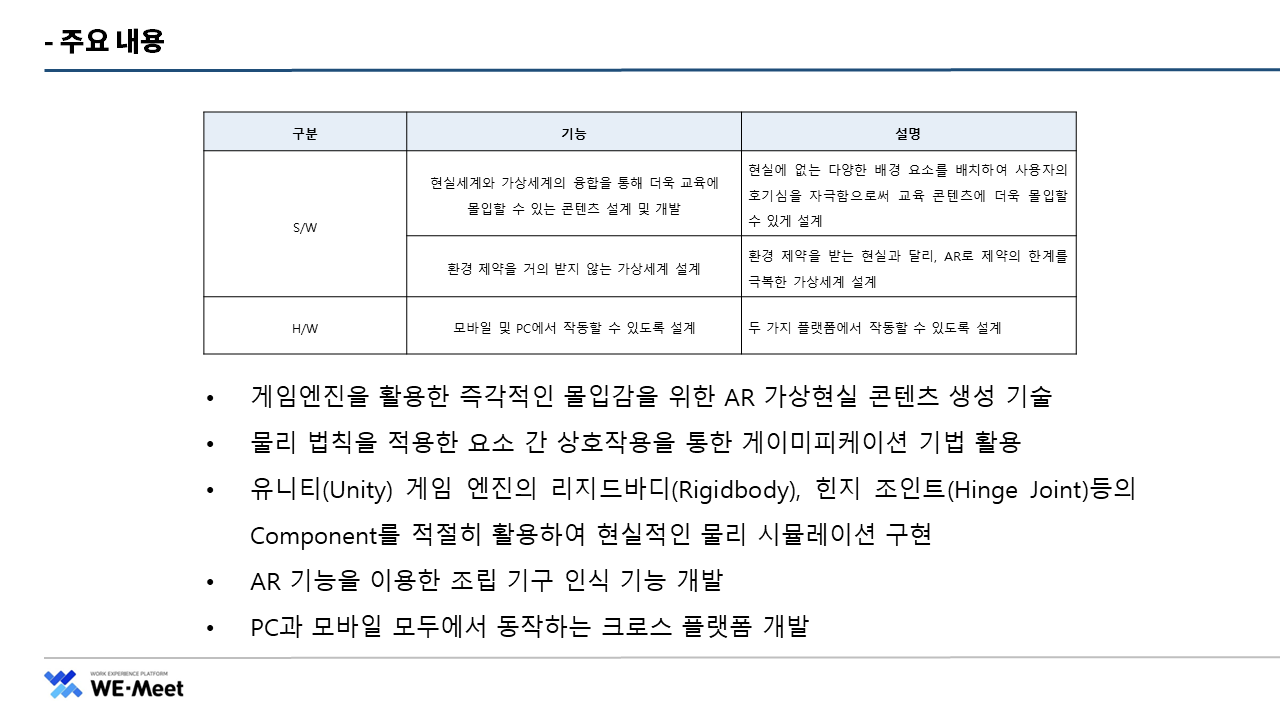 - 주요 내용
구분
기능
설명
S/W
현실세계와 가상세계의 융합을 통해 더욱 교육에
몰입할 수 있는 콘텐츠 설계 및 개발
현실에 없는 다양한 배경 요소를 배치하여 사용자의
호기심을 자극함으로써 교육 콘텐츠에 더욱 몰입할
수 있게 설계
환경 제약을 거의 받지 않는 가상세계 설계
환경 제약을 받는 현실과 달리, AR로 제약의 한계를
극복한 가상세계 설계
H/W
모바일 및 PC에서 작동할 수 있도록 설계
두 가지 플랫폼에서 작동할 수 있도록 설계
• 게임엔진을 활용한 즉각적인 몰입감을 위한 AR 가상현실 콘텐츠 생성 기술
• 물리 법칙을 적용한 요소 간 상호작용을 통한 게이미피케이션 기법 활용
• 유니티(Unity) 게임 엔진의 리지드바디(Rigidbody), 힌지 조인트(Hinge Joint)등의
Component를 적절히 활용하여 현실적인 물리 시뮬레이션 구현
• AR 기능을 이용한 조립 기구 인식 기능 개발
• PC과 모바일 모두에서 동작하는 크로스 플랫폼 개발
WORK EXPERIENCE PLATFORM
WE-Meet